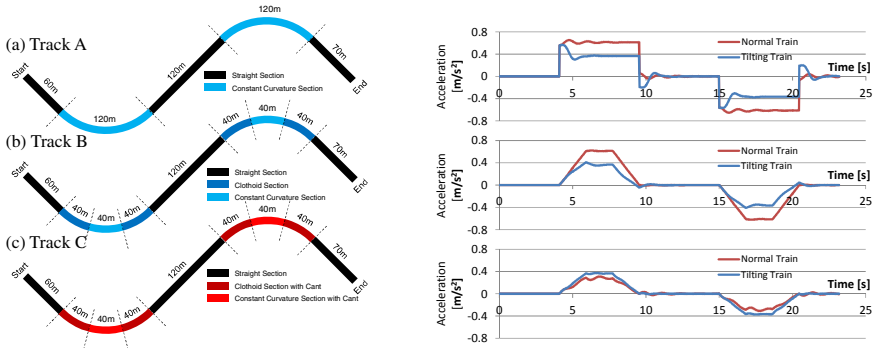 (a) Track A
Start
60m
120m
120m
120m
70m
End
Straight Section
Constant Curvature Section
(b) Track B
Start
60m
40m
40m
40m
120m
40m
40m
40m
70m
End
Straight Section
Clothoid Section
Constant Curvature Section
(c) Track C
Start
60m
40m
40m
40m
120m
40m
40m
40m
70m
End
Straight Section
Clothoid Section with Cant
Constant Curvature Section with Cant
Acceleration
[m/s²]
0.8
0.4
0
-0.4
-0.8
Normal Train
Tilting Train
Time [s]
0 5 10 15 20 25
Acceleration
[m/s²]
0.8
0.4
0
-0.4
-0.8
Normal Train
Tilting Train
Time [s]
0 5 10 15 20 25
Acceleration
[m/s²]
0.8
0.4
0
-0.4
-0.8
Normal Train
Tilting Train
Time [s]
0 5 10 15 20 25